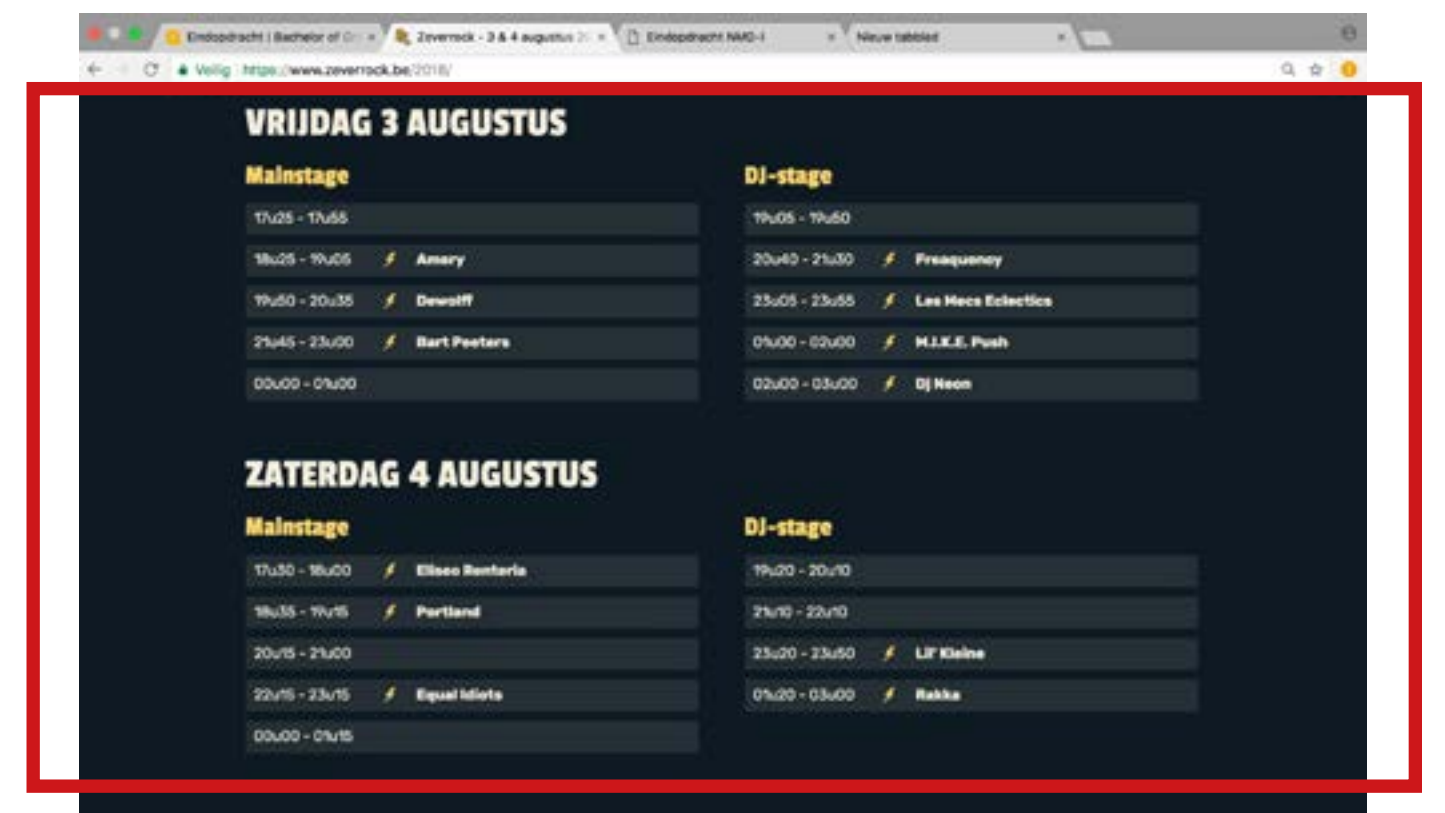 Eindopdracht | Bachelor of
Zeverrock - 3 & 4 augustus
Eindopdracht NMD-I
Nieuw tabblad
Veilig https://www.zeverrock.be/2018/
VRIJDAG 3 AUGUSTUS
Mainstage
17u25 - 17u55
18u25 - 19u05 Amery
19u50 - 20u35 Dewolff
21u45 - 23u00 Bart Peeters
00u00 - 01u00
DJ-stage
19u05 - 19u50
20u40 - 21u30 Freaquency
23u05 - 23u55 Les Mecs Eclectics
01u00 - 02u00 M.I.K.E. Push
02u00 - 03u00 Dj Neon
ZATERDAG 4 AUGUSTUS
Mainstage
17u30 - 18u00 Eliseo Renteria
18u35 - 19u15 Portland
20u15 - 21u00
22u15 - 23u15 Equal Idiots
00u00 - 01u15
DJ-stage
19u20 - 20u10
21u10 - 22u10
23u20 - 23u50 Lil' Kleine
01u20 - 03u00 Rakka